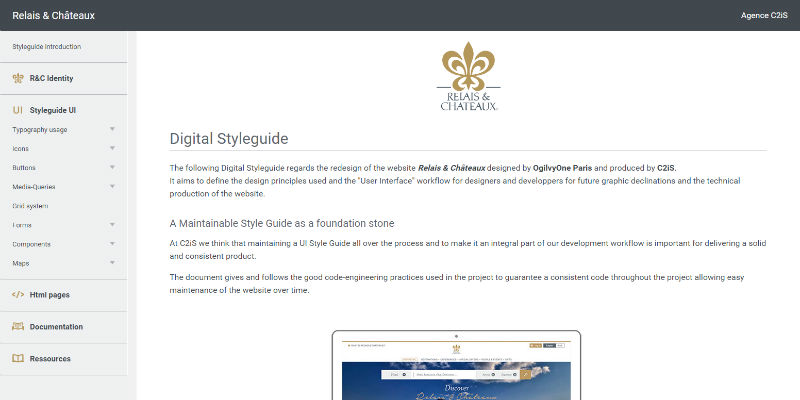 Relais & Châteaux
Agence C2iS
Styleguide Introduction
R&C Identity
UI Styleguide UI
Typography usage
Icons
Buttons
Media-Queries
Grid system
Forms
Components
Maps
</> Html pages
Documentation
Ressources
RELAIS &
CHATEAUX
Digital Styleguide
The following Digital Styleguide regards the redesign of the website Relais & Châteaux designed by OgilvyOne Paris and produced by C2iS.
It aims to define the design principles used and the "User Interface" workflow for designers and developpers for future graphic declinations and the technical
production of the website.
A Maintainable Style Guide as a foundation stone
At C2iS we think that maintaining a UI Style Guide all over the process and to make it an integral part of our development workflow is important for delivering a solid
and consistent product.
The document gives and follows the good code-engineering practices used in the project to guarantee a consistent code throughout the project allowing easy
maintenance of the website over time.
Discover
Relais & Châteaux